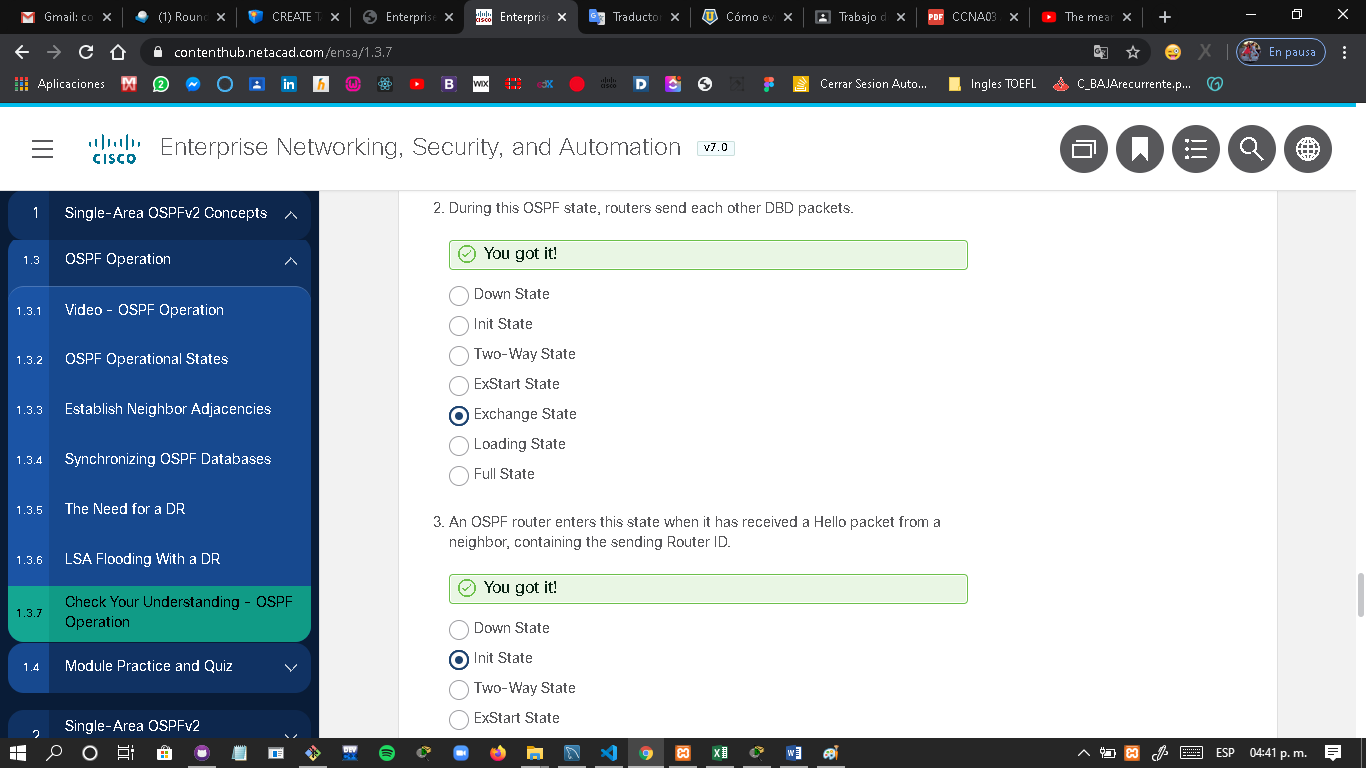 Gmail: co
(1) Round
CREATE T
Enterprise
Enterprise
Traductor
Cómo ev
Trabajo d
PDF
CCNA03
The mear
contenthub.netacad.com/ensa/1.3.7
En pausa
Aplicaciones
WIX
Cerrar Sesion Auto...
Ingles TOEFL
C_BAJArecurrente.p...
CISCO
Enterprise Networking, Security, and Automation
v7.0
1
Single-Area OSPFv2 Concepts
1.3
OSPF Operation
1.3.1
Video - OSPF Operation
1.3.2
OSPF Operational States
1.3.3
Establish Neighbor Adjacencies
1.3.4
Synchronizing OSPF Databases
1.3.5
The Need for a DR
1.3.6
LSA Flooding With a DR
1.3.7
Check Your Understanding - OSPF
Operation
1.4
Module Practice and Quiz
2
Single-Area OSPFv2
2. During this OSPF state, routers send each other DBD packets.
You got it!
Down State
Init State
Two-Way State
ExStart State
Exchange State
Loading State
Full State
3. An OSPF router enters this state when it has received a Hello packet from a
neighbor, containing the sending Router ID.
You got it!
Down State
Init State
Two-Way State
ExStart State
ESP
04:41 p. m.